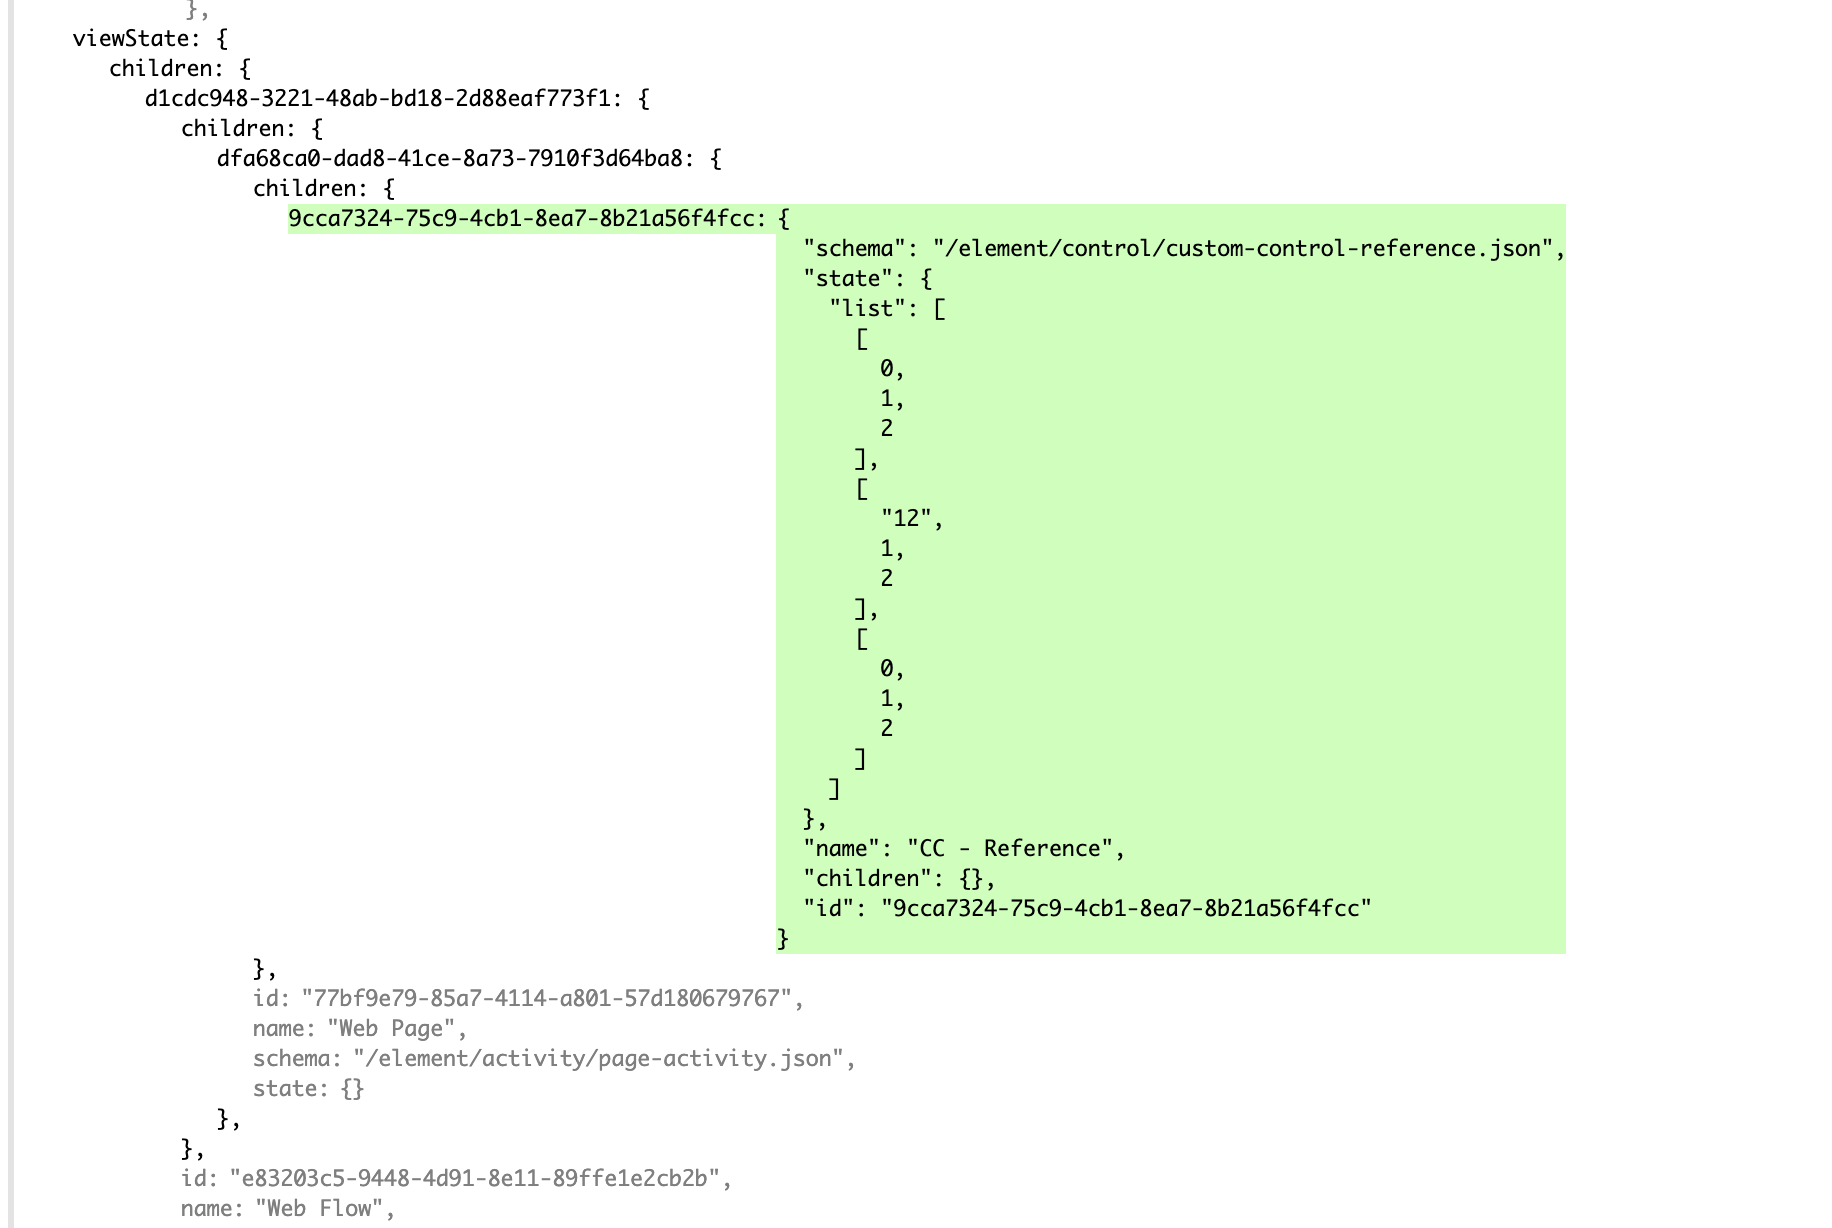 },
viewState: {
children: {
d1cdc948-3221-48ab-bd18-2d88eaf773f1: {
children: {
dfa68ca0-dad8-41ce-8a73-7910f3d64ba8: {
children: {
9cca7324-75c9-4cb1-8ea7-8b21a56f4fcc: {
"schema": "/element/control/custom-control-reference.json",
"state": {
"list": [
[
0,
1,
2
],
[
"12",
1,
2
],
[
0,
1,
2
]
]
},
"name": "CC - Reference",
"children": {},
"id": "9cca7324-75c9-4cb1-8ea7-8b21a56f4fcc"
}
},
id: "77bf9e79-85a7-4114-a801-57d180679767",
name: "Web Page",
schema: "/element/activity/page-activity.json",
state: {}
},
},
id: "e83203c5-9448-4d91-8e11-89ffe1e2cb2b",
name: "Web Flow",